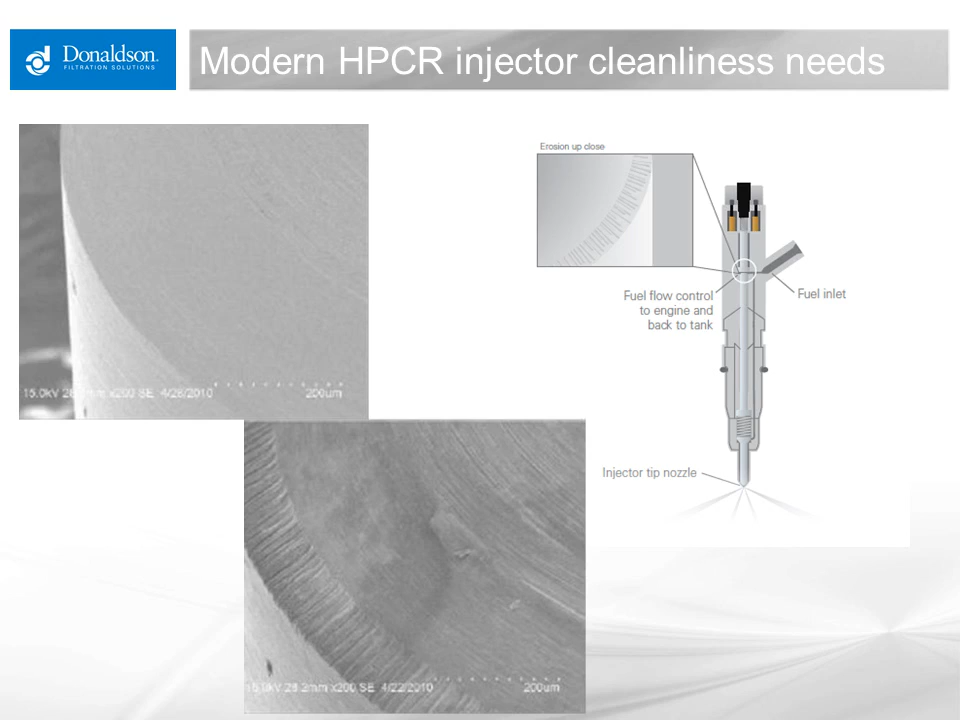 Donaldson.
FILTRATION SOLUTIONS
Modern HPCR injector cleanliness needs
Erosion up close
Fuel flow control
to engine and
back to tank
Fuel inlet
Injector tip nozzle
15.0kV 28 x200 SE 4/28/2010 200um
15.0kV 28.2mm x200 SE 4/22/2010 200um